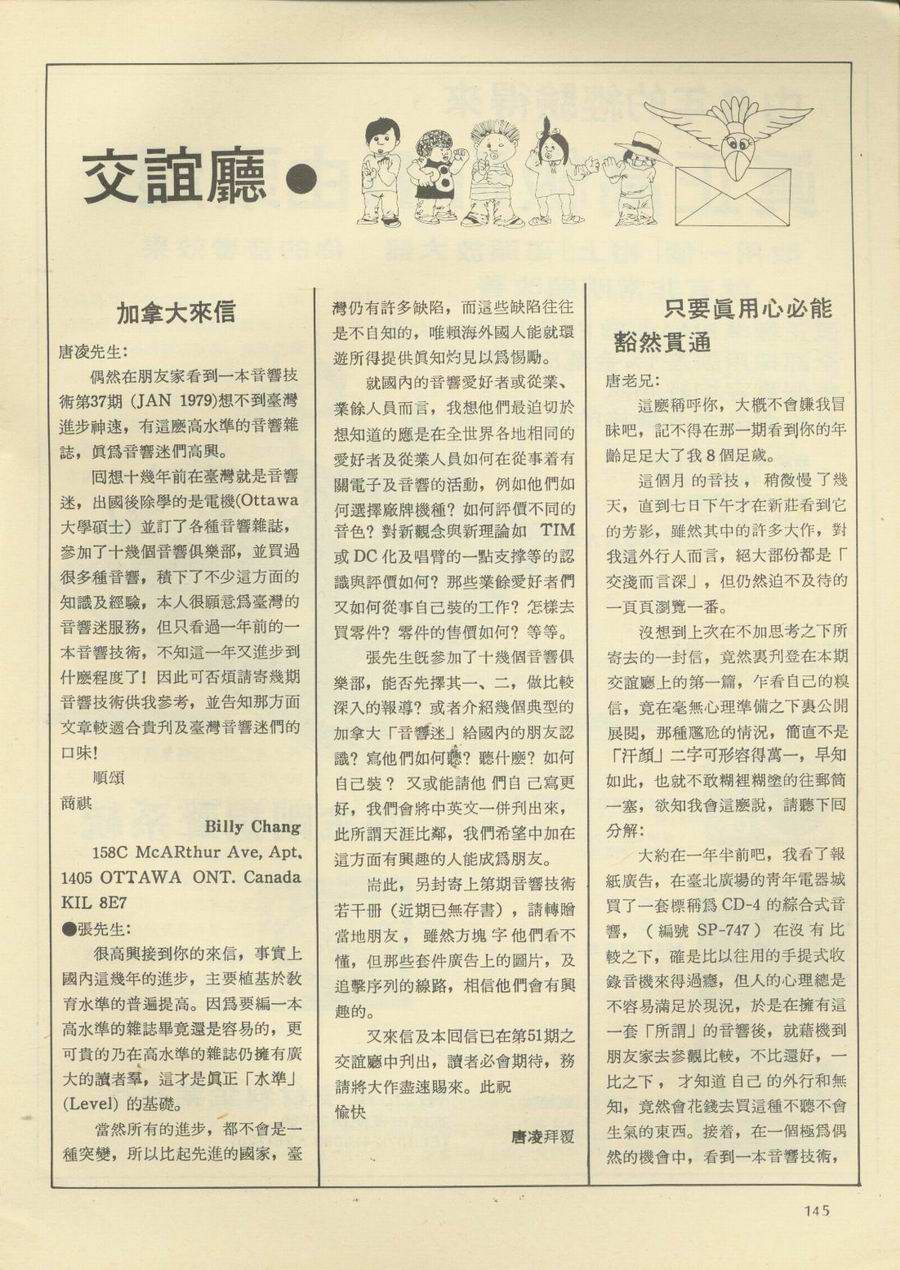 交誼廳●
加拿大來信
唐凌先生：
偶然在朋友家看到一本音響技
術第37期 (JAN 1979)想不到臺灣
進步神速，有這麼高水準的音響雜
誌，眞爲音響迷們高興。
回想十幾年前在臺灣就是音響
迷，出國後除學的是電機(Ottawa
大學碩士）並訂了各種音響雜誌，
參加了十幾個音響俱樂部，並買過
很多種音響，積下了不少這方面的
知識及經驗，本人很願意爲臺灣的
音響迷服務，但只看過一年前的一
本音響技術，不知這一年又進步到
什麼程度了！因此可否煩請寄幾期
音響技術供我參考，並告知那方面
文章較適合貴刊及臺灣音響迷們的
口味！
順頌
商祺
Billy Chang
158C McARthur Ave, Apt.
1405 OTTAWA ONT. Canada
KIL 8E7
●張先生：
很高興接到你的來信，事實上
國內這幾年的進步，主要植基於敎
育水準的普遍提高。因爲要編一本
高水準的雜誌畢竟還是容易的，更
可貴的乃在高水準的雜誌仍擁有廣
大的讀者羣，這才是眞正「水準」
(Level) 的基礎。
當然所有的進步，都不會是一
種突變，所以比起先進的國家，臺
灣仍有許多缺陷，而這些缺陷往往
是不自知的，唯賴海外國人能就環
遊所得提供眞知灼見以爲惕勵。
就國內的音響愛好者或從業、
業餘人員而言，我想他們最迫切於
想知道的應是在全世界各地相同的
愛好者及從業人員如何在從事着有
關電子及音響的活動，例如他們如
何選擇廠牌機種？如何評價不同的
音色？對新觀念與新理論如 TIM
或 DC 化及唱臂的一點支撐等的認
識與評價如何？那些業餘愛好者們
又如何從事自己裝的工作？怎樣去
買零件？零件的售價如何？等等。
張先生旣參加了十幾個音響俱
樂部，能否先擇其一、二，做比較
深入的報導？或者介紹幾個典型的
加拿大「音響迷」給國內的朋友認
識？寫他們如何聽？聽什麼？如何
自己裝？又或能請他們自己寫更
好，我們會將中英文一併刋出來，
此所謂天涯比鄰，我們希望中加在
這方面有興趣的人能成爲朋友。
耑此，另封寄上第期音響技術
若干册（近期已無存書），請轉贈
當地朋友，雖然方塊字他們看不
懂，但那些套件廣告上的圖片，及
追擊序列的線路，相信他們會有興
趣的。
又來信及本回信已在第51期之
交誼廳中刋出，讀者必會期待，務
請將大作盡速賜來。此祝
愉快
唐凌拜覆
只要眞用心必能
豁然貫通
唐老兄：
這麼稱呼你，大概不會嫌我冒
昧吧，記不得在那一期看到你的年
齡足足大了我 8 個足歲。
這個月的音技，稍微慢了幾
天，直到七日下午才在新莊看到它
的芳影，雖然其中的許多大作，對
我這外行人而言，絕大部份都是「
交淺而言深」，但仍然迫不及待的
一頁頁瀏覽一番。
沒想到上次在不加思考之下所
寄去的一封信，竟然裏刋登在本期
交誼廳上的第一篇，乍看自己的糗
信，竟在毫無心理準備之下裏公開
展閱，那種尷尬的情況，簡直不是
「汗顏」二字可形容得萬一，早知
如此，也就不敢糊裡糊塗的往郵筒
一塞，欲知我會這麼說，請聽下回
分解：
大約在一年半前吧，我看了報
紙廣告，在臺北廣場的靑年電器城
買了一套標稱爲 CD-4 的綜合式音
響，（編號 SP-747）在沒有比
較之下，確是比以往用的手提式收
錄音機來得過癮，但人的心理總是
不容易滿足於現況，於是在擁有這
一套「所謂」的音響後，就藉機到
朋友家去參觀比較，不比還好，一
比之下，才知道自己的外行和無
知，竟然會花錢去買這種不聽不會
生氣的東西。接着，在一個極爲偶
然的機會中，看到一本音響技術，
145